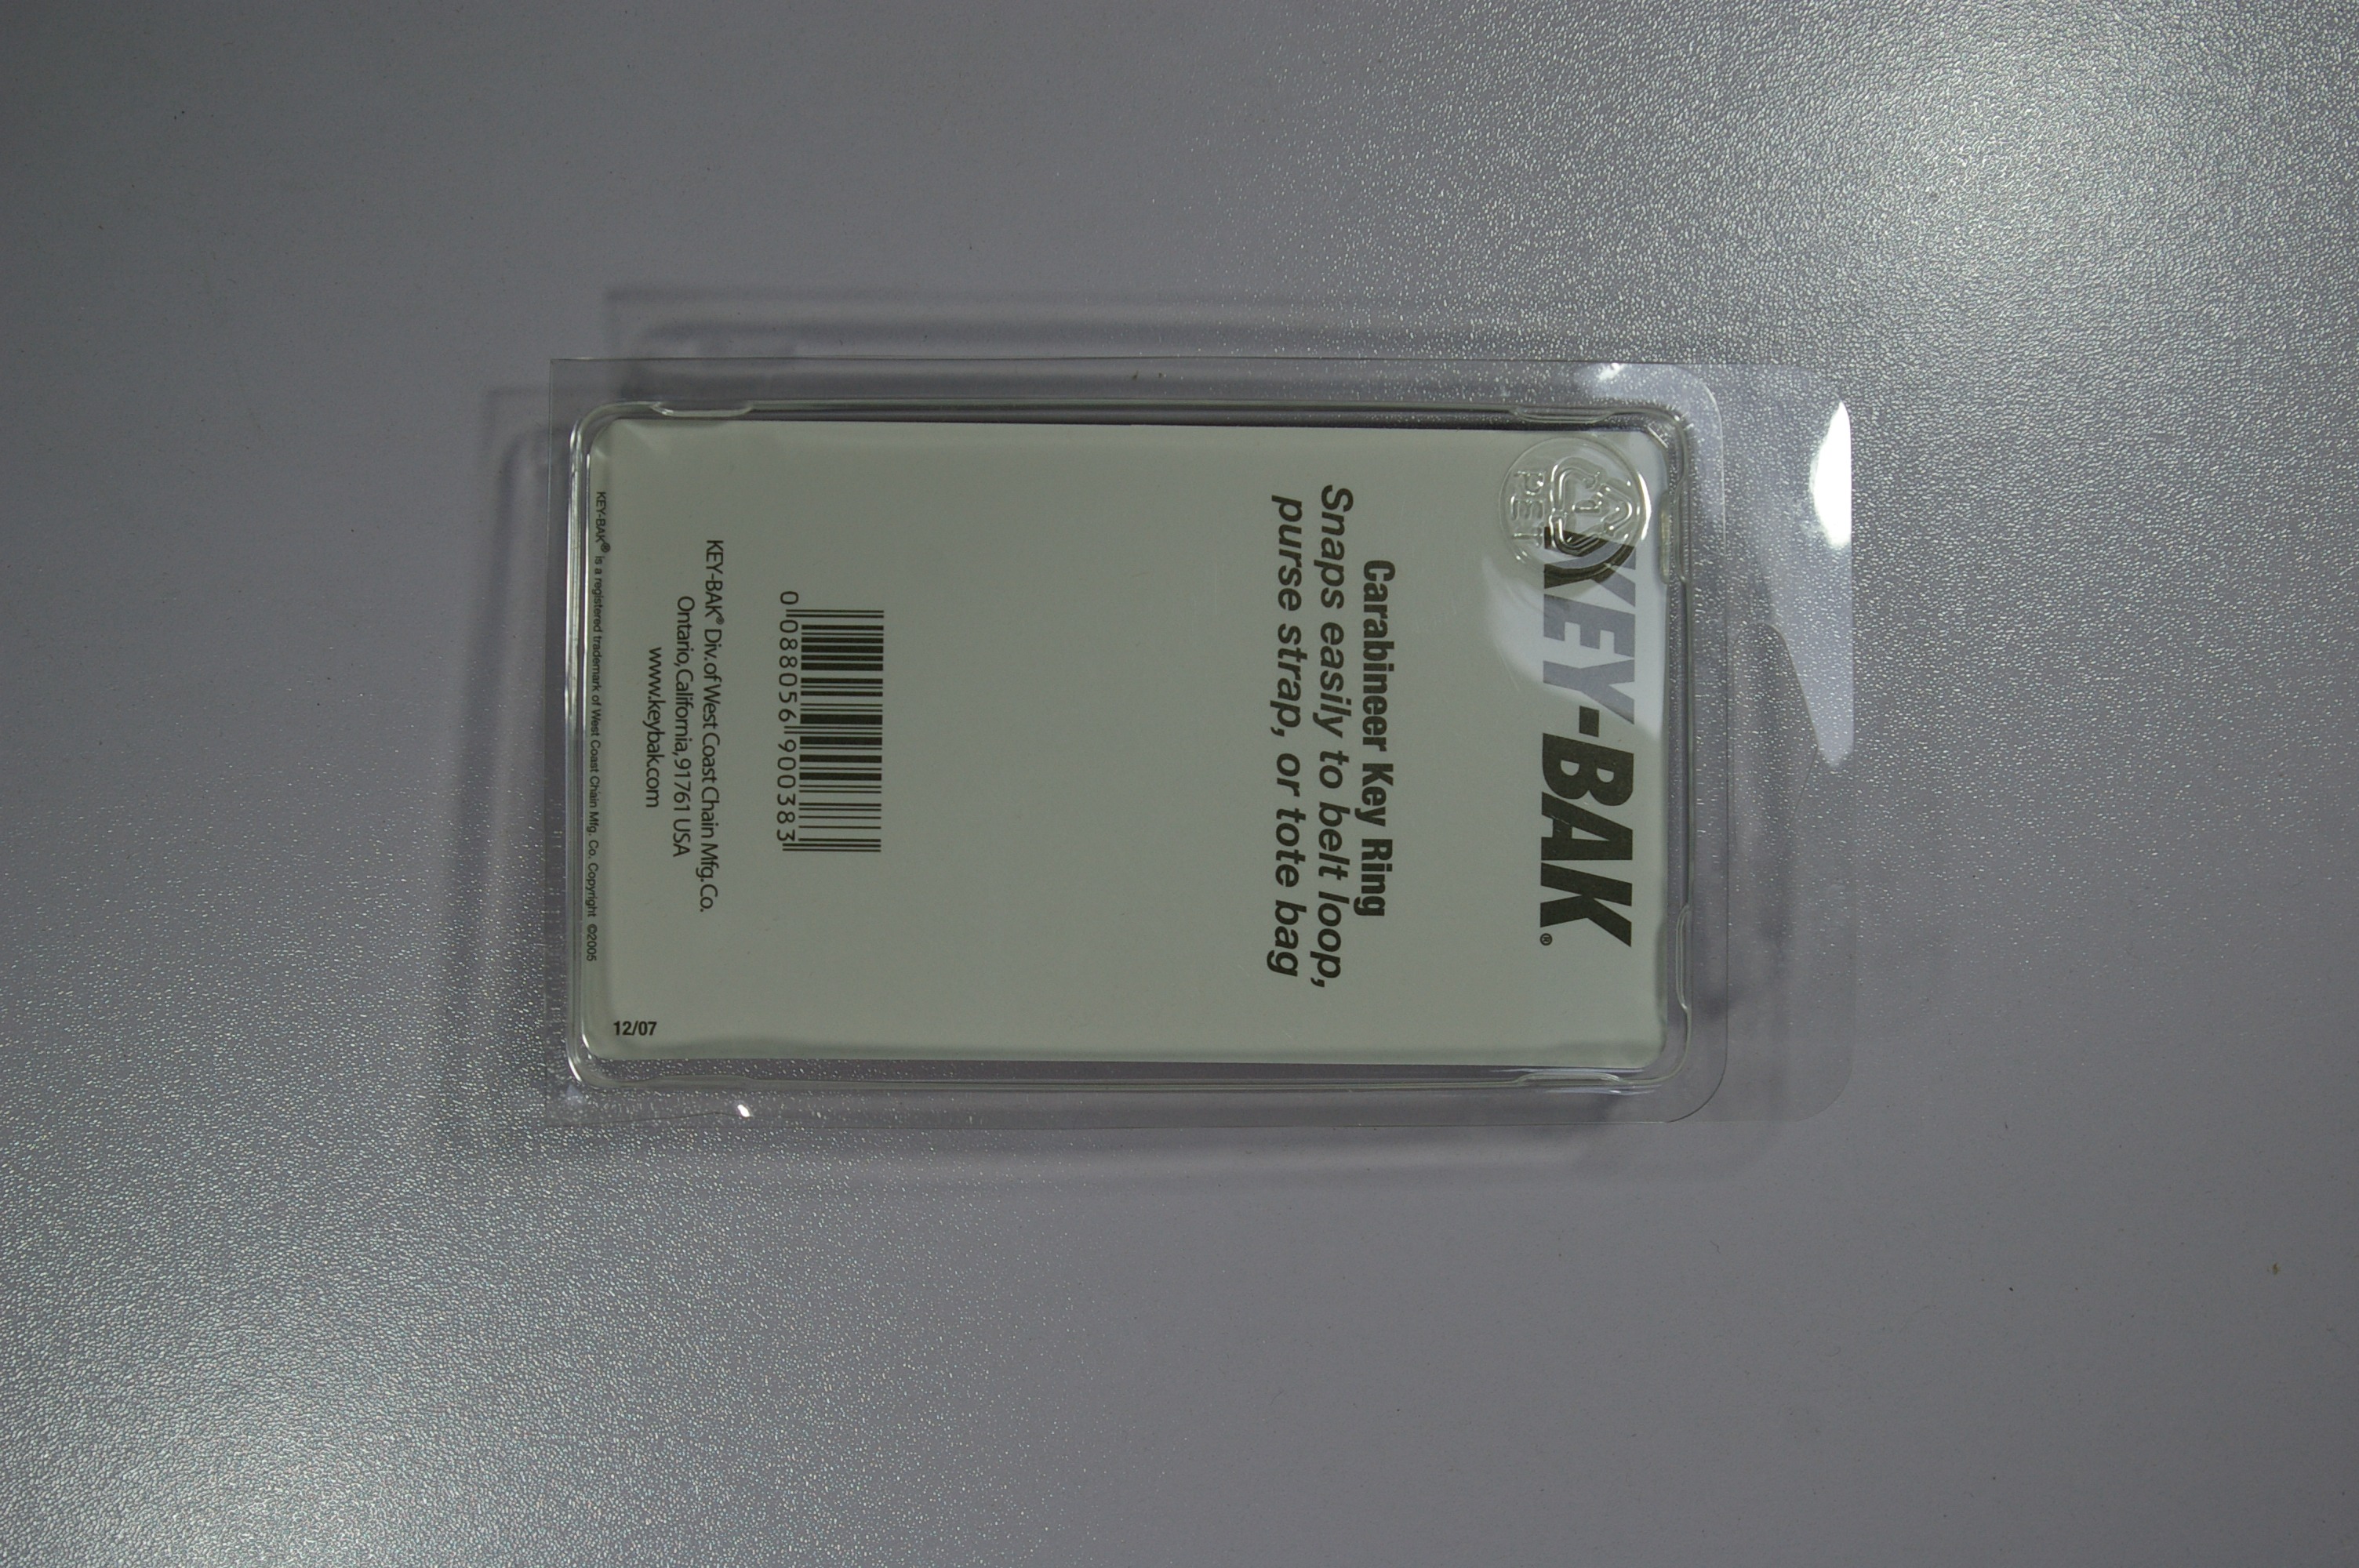 KEY-BAK®
Carabineer Key Ring
Snaps easily to belt loop,
purse strap, or tote bag
0 08805690038 3
KEY-BAK® Div. of West Coast Chain Mfg. Co.
Ontario, California, 91761 USA
www.keybak.com
KEY-BAK® is a registered trademark of West Coast Chain Mfg. Co. Copyright ©2005
12/07
1
PET